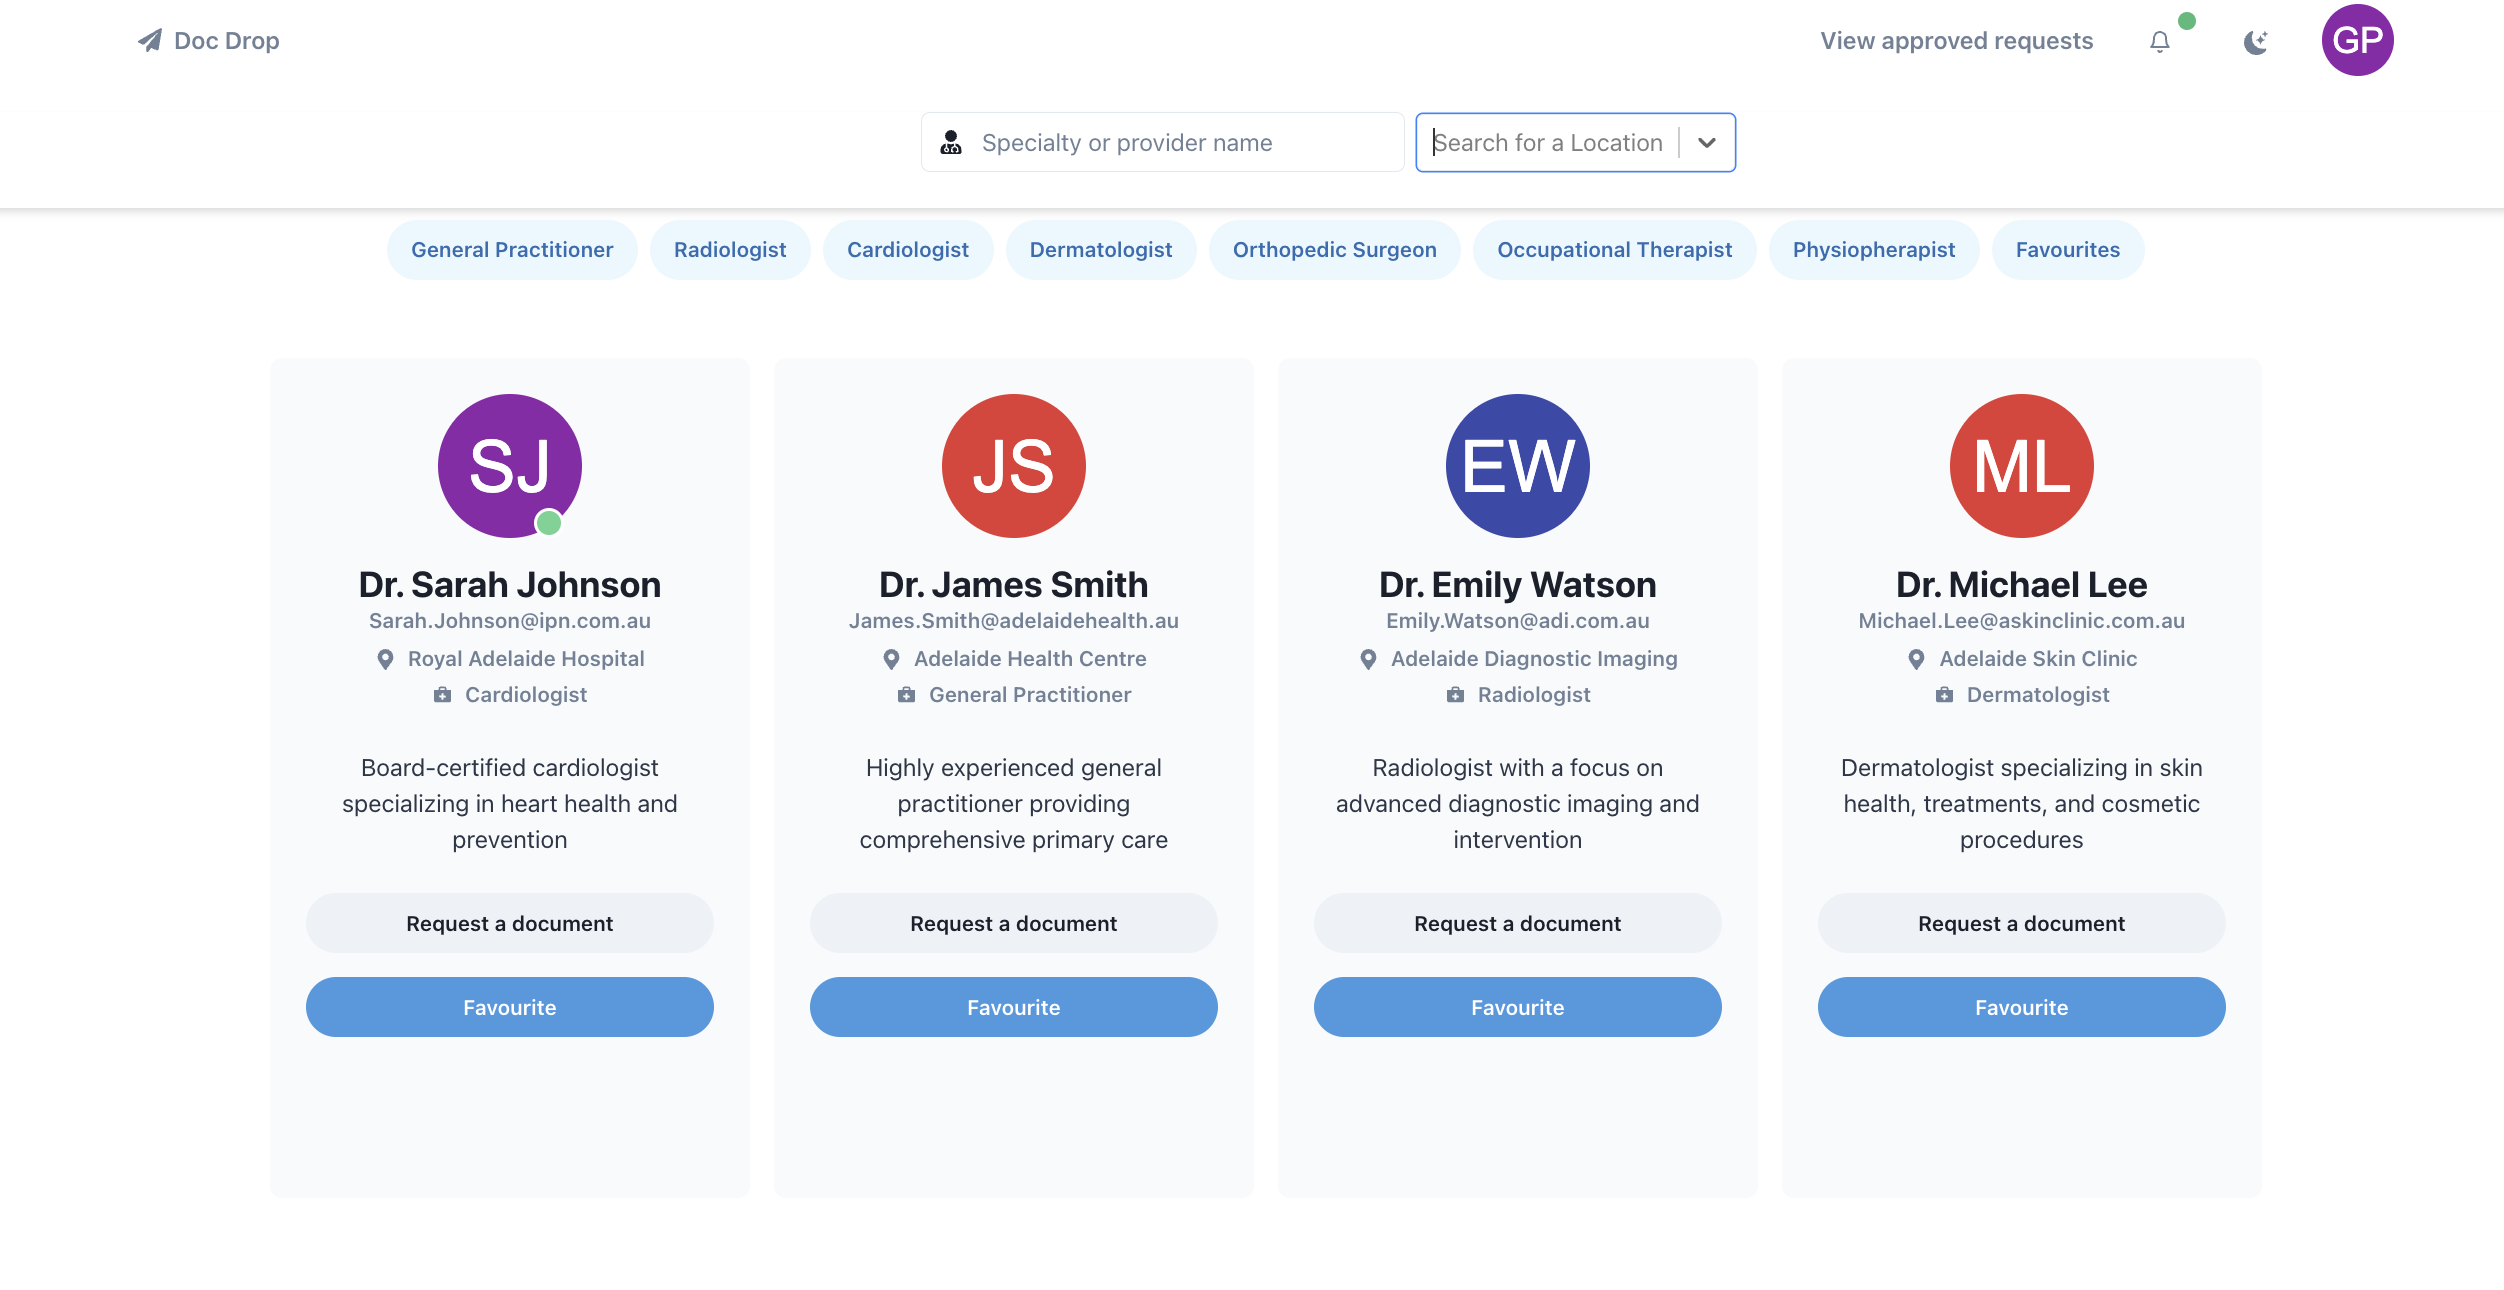 Doc Drop
View approved requests
GP
Specialty or provider name
Search for a Location
General Practitioner
Radiologist
Cardiologist
Dermatologist
Orthopedic Surgeon
Occupational Therapist
Physiopherapist
Favourites
SJ
Dr. Sarah Johnson
Sarah.Johnson@ipn.com.au
Royal Adelaide Hospital
Cardiologist
Board-certified cardiologist
specializing in heart health and
prevention
Request a document
Favourite
JS
Dr. James Smith
James.Smith@adelaidehealth.au
Adelaide Health Centre
General Practitioner
Highly experienced general
practitioner providing
comprehensive primary care
Request a document
Favourite
EW
Dr. Emily Watson
Emily.Watson@adi.com.au
Adelaide Diagnostic Imaging
Radiologist
Radiologist with a focus on
advanced diagnostic imaging and
intervention
Request a document
Favourite
ML
Dr. Michael Lee
Michael.Lee@askinclinic.com.au
Adelaide Skin Clinic
Dermatologist
Dermatologist specializing in skin
health, treatments, and cosmetic
procedures
Request a document
Favourite